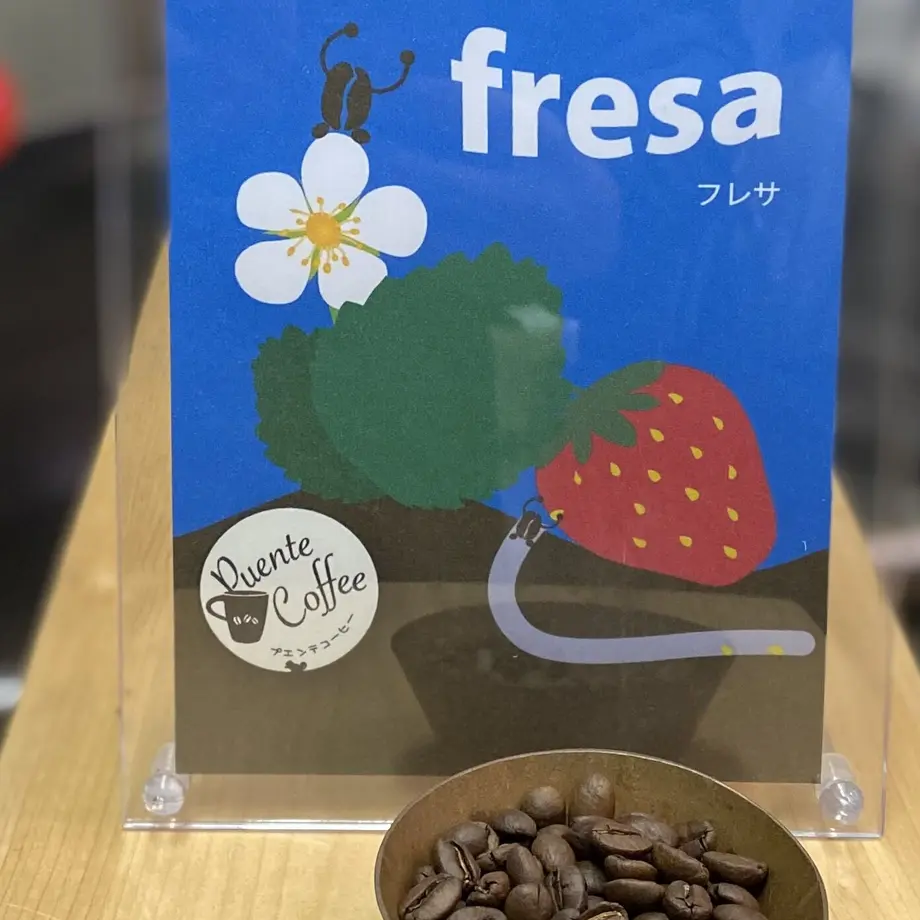 fresa
フレサ
Puente
Coffee
プエンテコーヒー